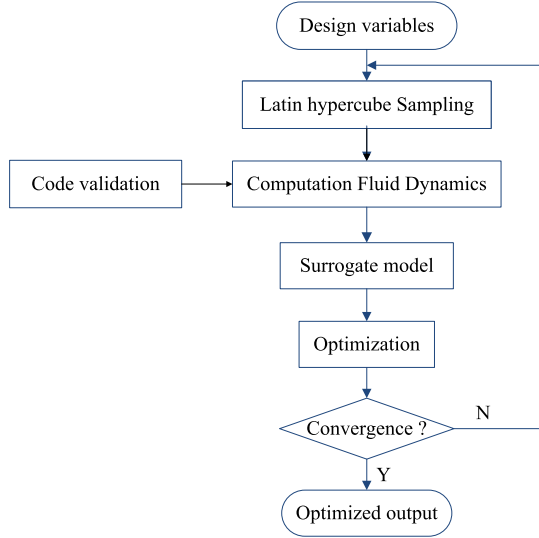 Design variables
Latin hypercube Sampling
Code validation
Computation Fluid Dynamics
Surrogate model
Optimization
Convergence ?
N
Y
Optimized output